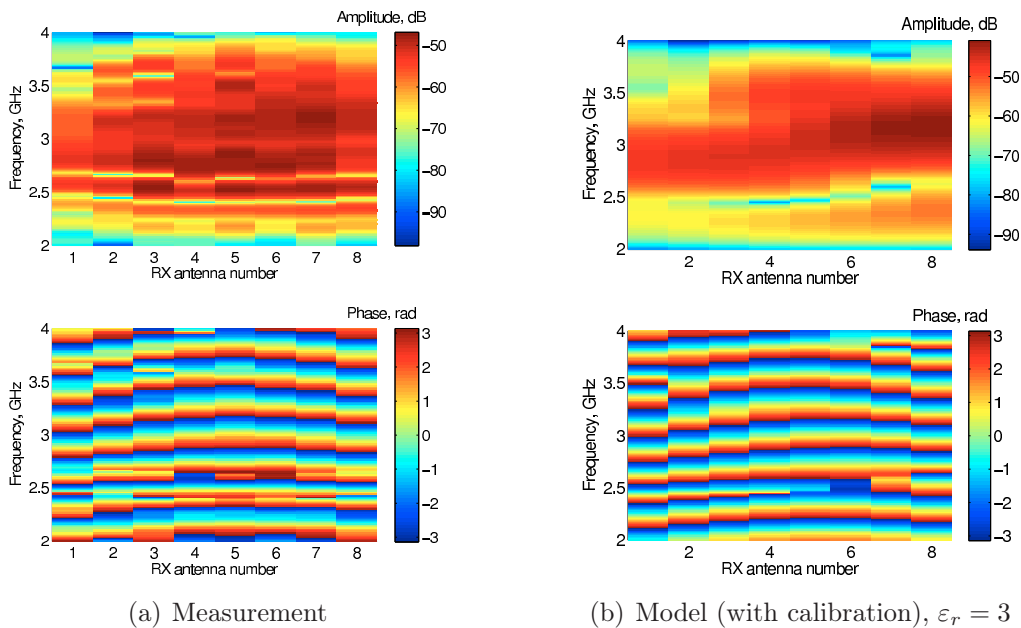 Amplitude, dB
4
3.5
3
2.5
2
Frequency, GHz
1 2 3 4 5 6 7 8
RX antenna number
−50
−60
−70
−80
−90
Amplitude, dB
4
3.5
3
2.5
2
Frequency, GHz
2 4 6 8
RX antenna number
−50
−60
−70
−80
−90
Phase, rad
4
3.5
3
2.5
2
Frequency, GHz
1 2 3 4 5 6 7 8
RX antenna number
3
2
1
0
−1
−2
−3
Phase, rad
4
3.5
3
2.5
2
Frequency, GHz
2 4 6 8
RX antenna number
3
2
1
0
−1
−2
−3
(a) Measurement
(b) Model (with calibration), εr = 3